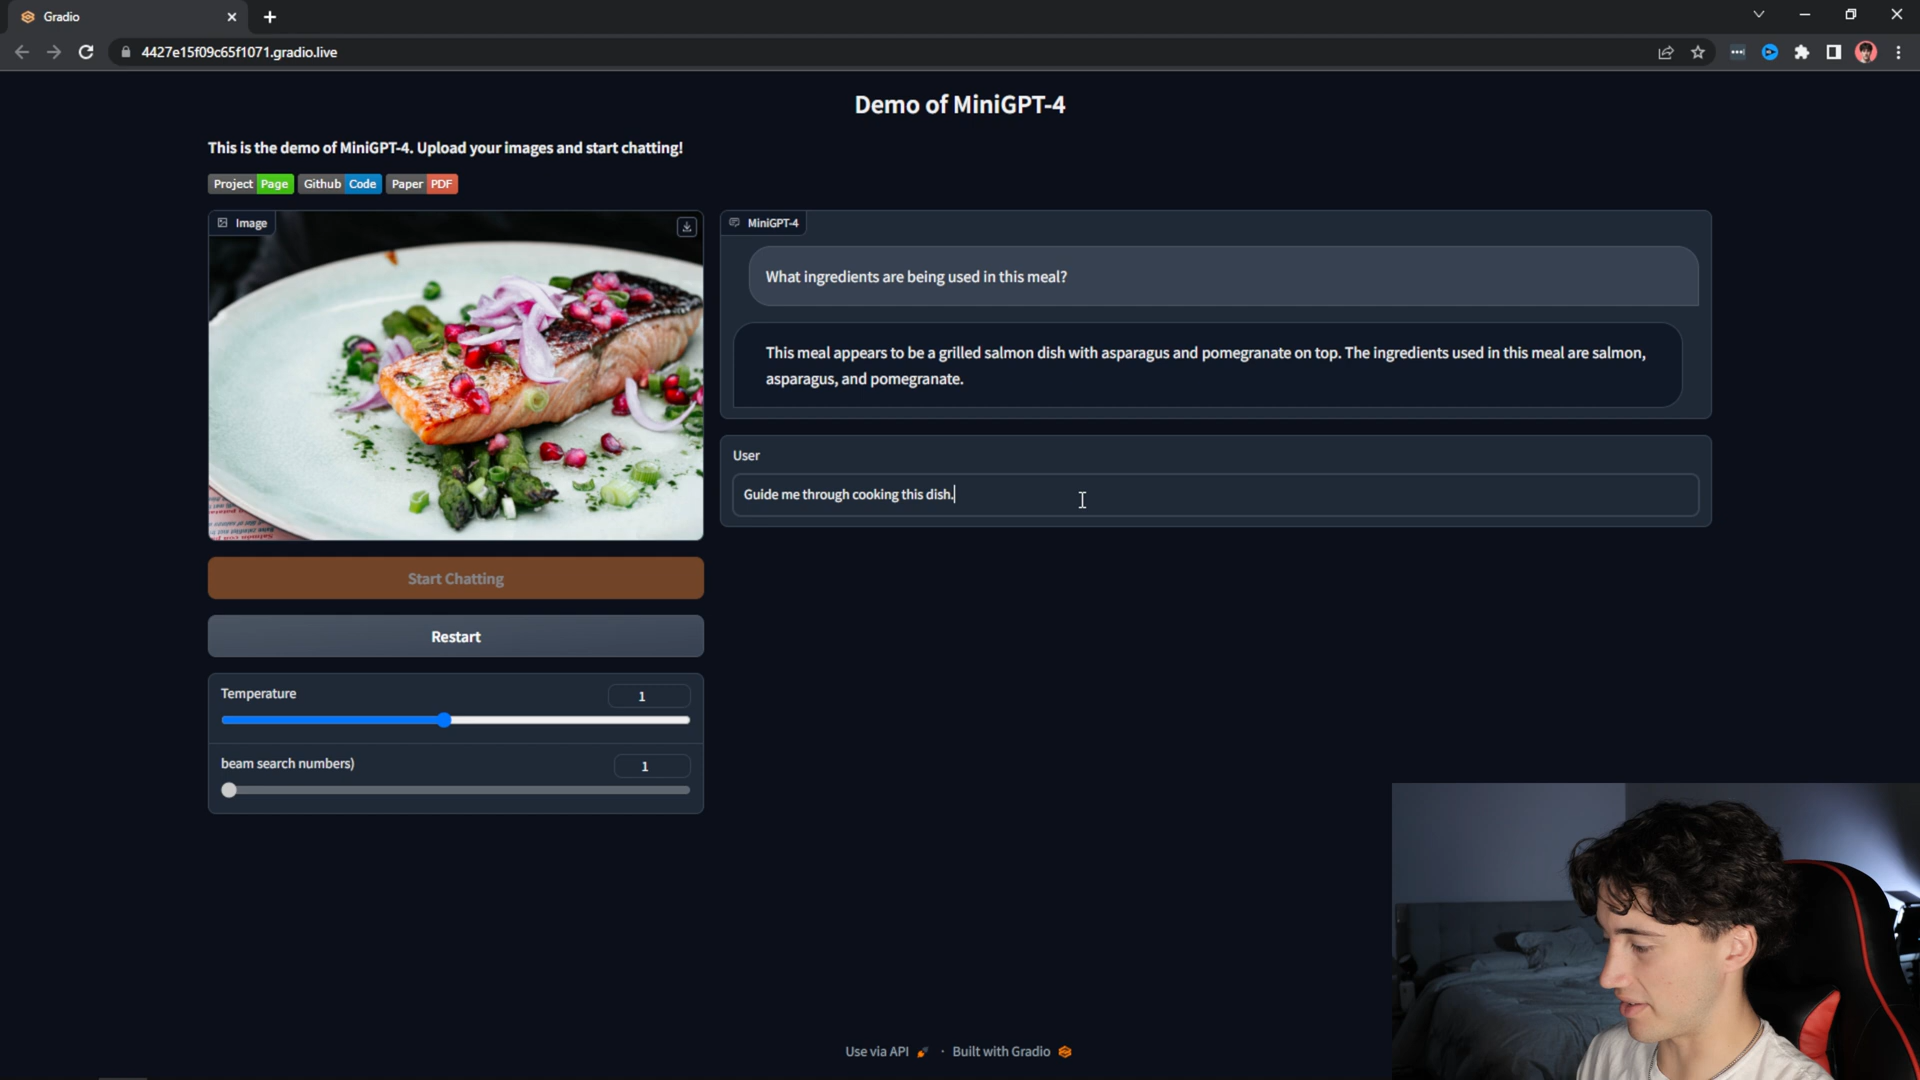 Gradio
4427e15f09c65f1071.gradio.live
Demo of MiniGPT-4
This is the demo of MiniGPT-4. Upload your images and start chatting!
Project Page Github Code Paper PDF
Image
MiniGPT-4
What ingredients are being used in this meal?
This meal appears to be a grilled salmon dish with asparagus and pomegranate on top. The ingredients used in this meal are salmon,
asparagus, and pomegranate.
User
Guide me through cooking this dish.
Start Chatting
Restart
Temperature
1
beam search numbers)
1
Use via API · Built with Gradio